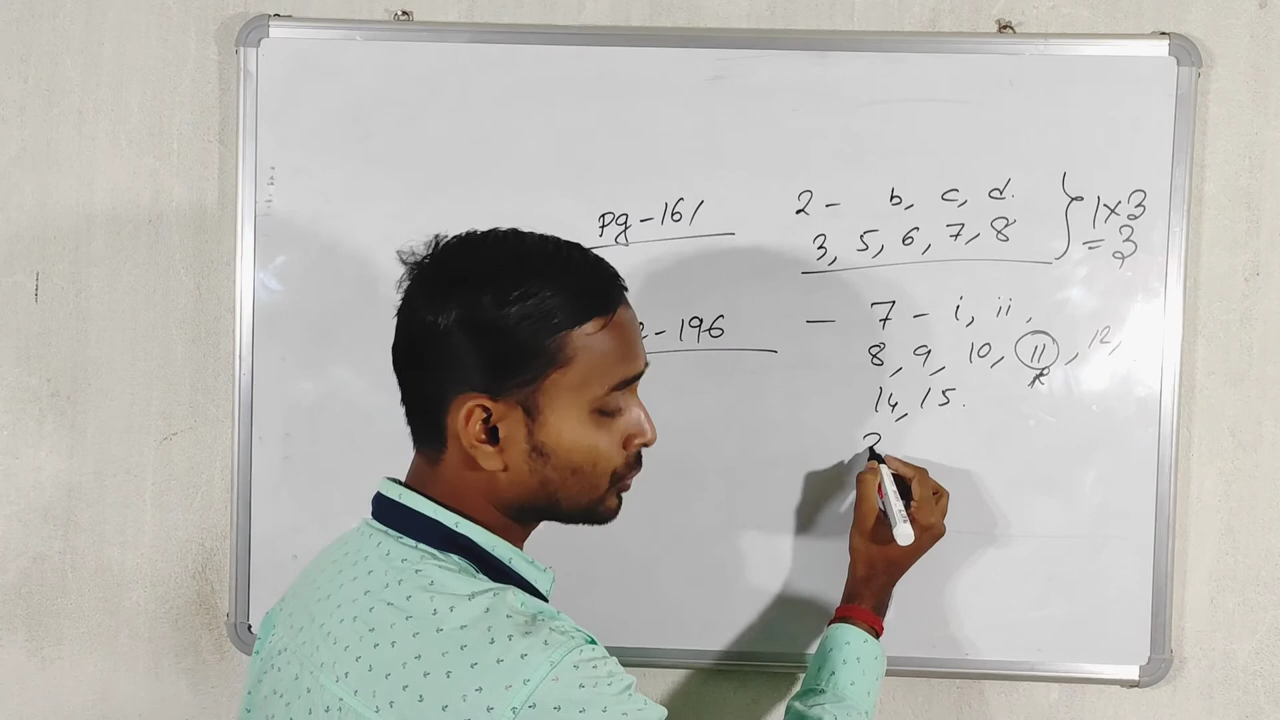 pg-161
2 - b, c, d.
3, 5, 6, 7, 8
} 1×3
= 3
-196
- 7 - i, ii,
8, 9, 10, 11, 12,
14, 15.